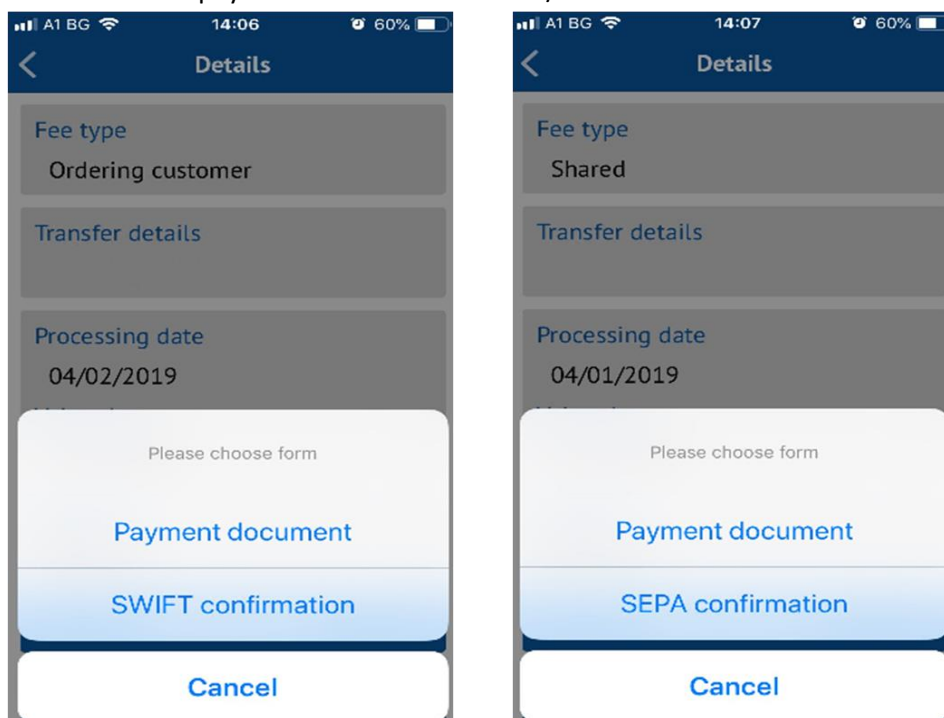 A1 BG 14:06 60%
Details
Fee type
Ordering customer
Transfer details
Processing date
04/02/2019
Please choose form
Payment document
SWIFT confirmation
Cancel
A1 BG 14:07 60%
Details
Fee type
Shared
Transfer details
Processing date
04/01/2019
Please choose form
Payment document
SEPA confirmation
Cancel